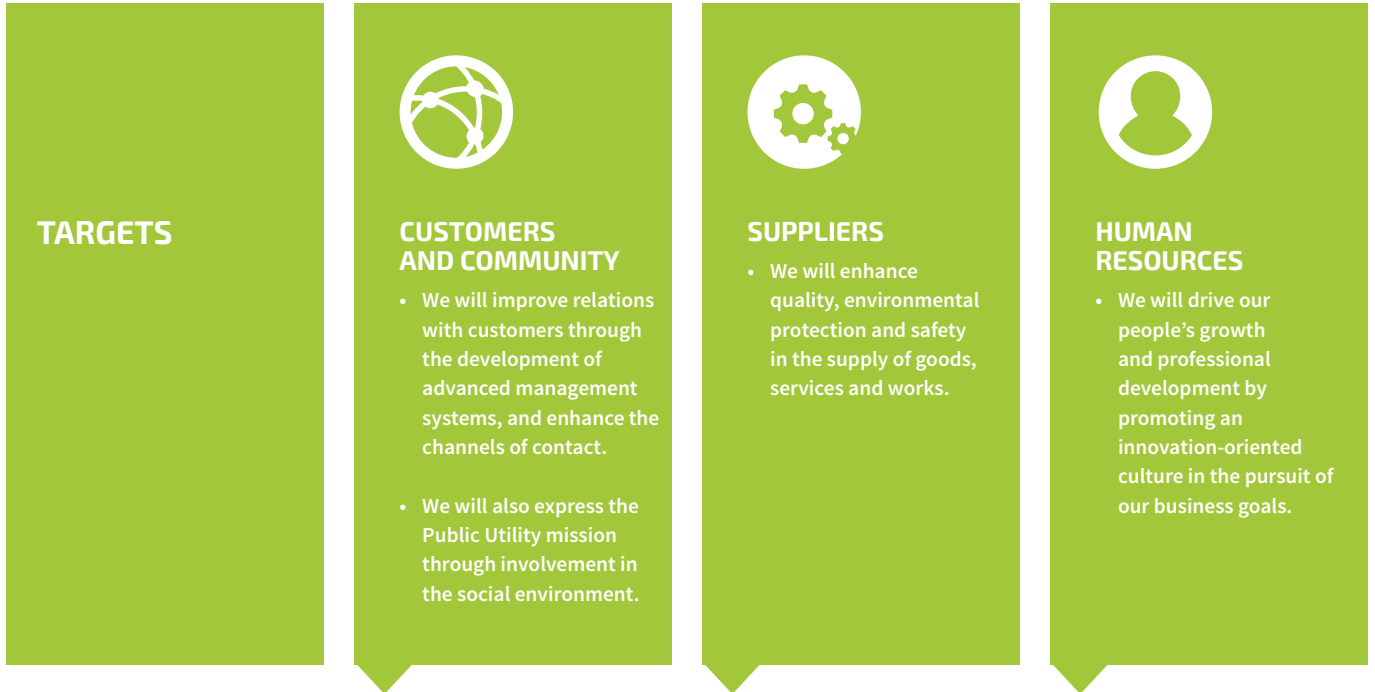 TARGETS
CUSTOMERS
AND COMMUNITY
• We will improve relations
with customers through
the development of
advanced management
systems, and enhance the
channels of contact.
• We will also express the
Public Utility mission
through involvement in
the social environment.
SUPPLIERS
• We will enhance
quality, environmental
protection and safety
in the supply of goods,
services and works.
HUMAN
RESOURCES
• We will drive our
people’s growth
and professional
development by
promoting an
innovation-oriented
culture in the pursuit of
our business goals.